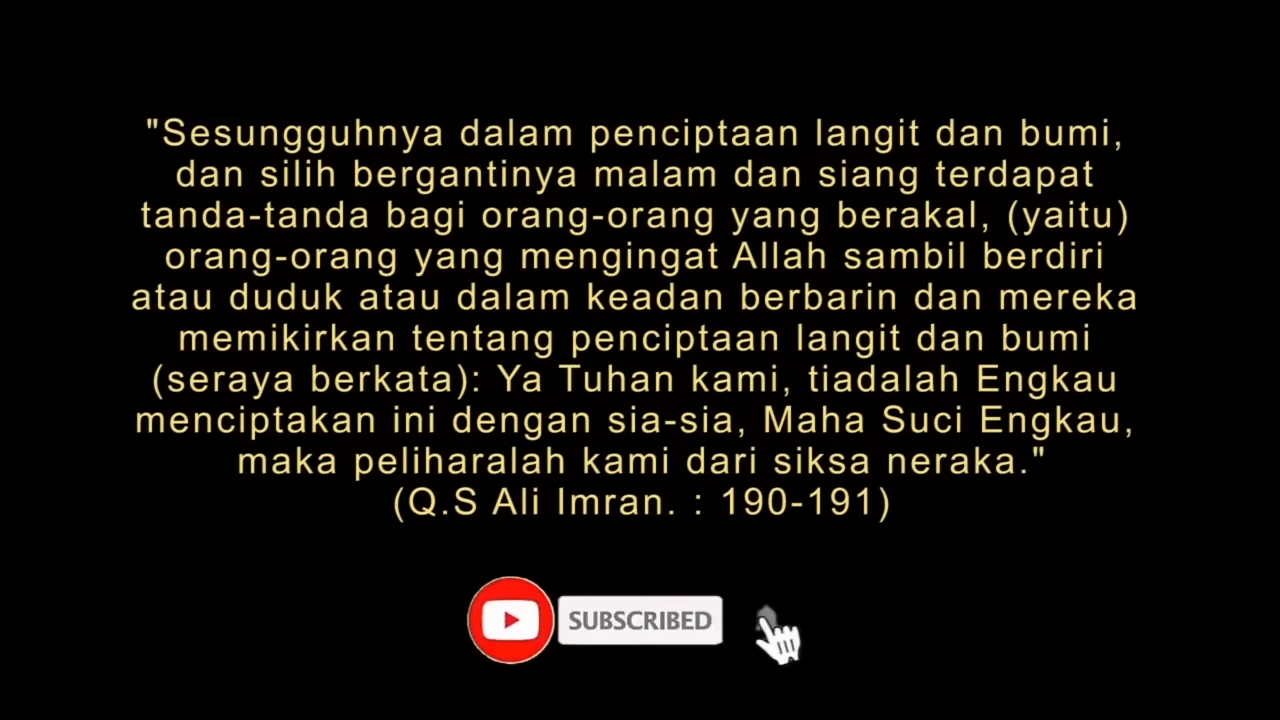 "Sesungguhnya dalam penciptaan langit dan bumi,
dan silih bergantinya malam dan siang terdapat
tanda-tanda bagi orang-orang yang berakal, (yaitu)
orang-orang yang mengingat Allah sambil berdiri
atau duduk atau dalam keadan berbarin dan mereka
memikirkan tentang penciptaan langit dan bumi
(seraya berkata): Ya Tuhan kami, tiadalah Engkau
menciptakan ini dengan sia-sia, Maha Suci Engkau,
maka peliharalah kami dari siksa neraka."
(Q.S Ali Imran. : 190-191)
SUBSCRIBED